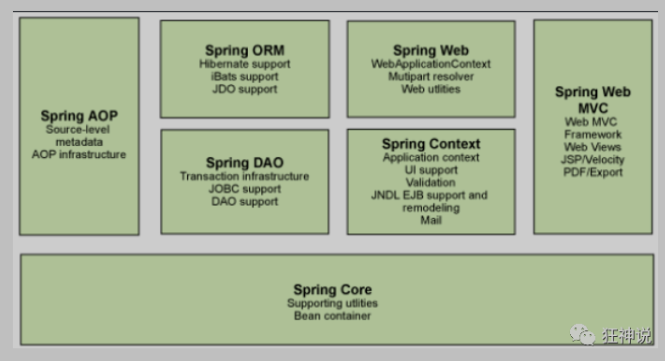 Spring AOP
Source-level
metadata
AOP infrastructure
Spring ORM
Hibernate support
iBats support
JDO support
Spring DAO
Transaction infrastructure
JOBC support
DAO support
Spring Web
WebApplicationContext
Mutipart resolver
Web utlities
Spring Context
Application context
UI support
Validation
JNDL EJB support and
remodeling
Mail
Spring Web
MVC
Web MVC
Framework
Web Views
JSP/Velocity
PDF/Export
Spring Core
Supporting utlities
Bean container
狂神说